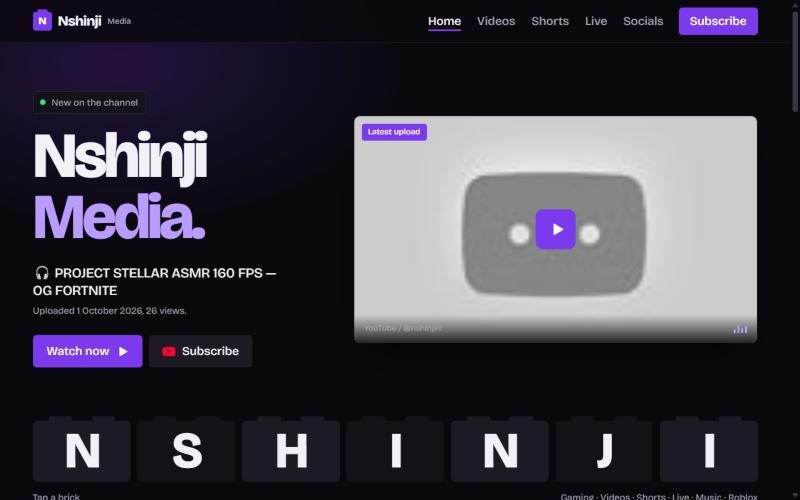 N Nshinji Media
Home Videos Shorts Live Socials Subscribe
New on the channel
Nshinji
Media.
🎧 PROJECT STELLAR ASMR 160 FPS —
OG FORTNITE
Uploaded 1 October 2026, 26 views.
Watch now
Subscribe
Latest upload
N S H I N J I
Tap a brick
Gaming · Videos · Shorts · Live · Music · Roblox